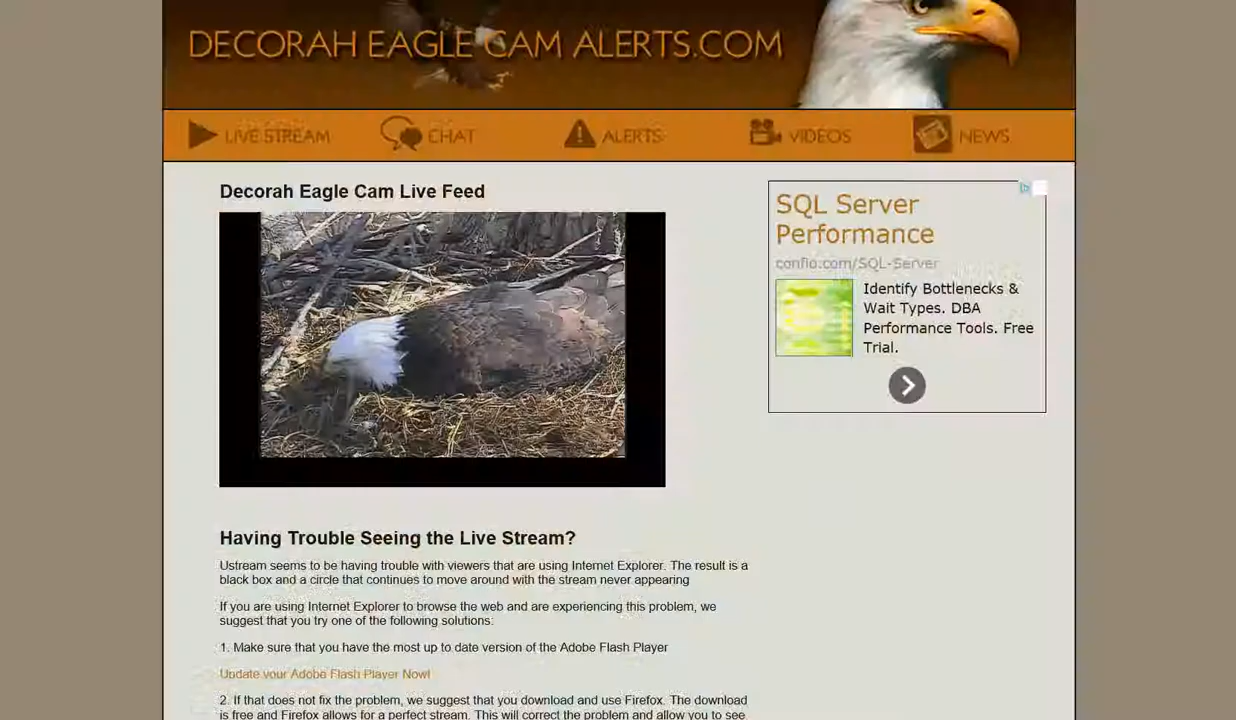 DECORAH EAGLE CAM ALERTS.COM
LIVE STREAM
CHAT
ALERTS
VIDEOS
NEWS
Decorah Eagle Cam Live Feed
SQL Server
Performance
confio.com/SQL-Server
Identify Bottlenecks &
Wait Types. DBA
Performance Tools. Free
Trial.
Having Trouble Seeing the Live Stream?
Ustream seems to be having trouble with viewers that are using Internet Explorer. The result is a
black box and a circle that continues to move around with the stream never appearing
If you are using Internet Explorer to browse the web and are experiencing this problem, we
suggest that you try one of the following solutions:
1. Make sure that you have the most up to date version of the Adobe Flash Player
Update your Adobe Flash Player Now!
2. If that does not fix the problem, we suggest that you download and use Firefox. The download
is free and Firefox allows for a perfect stream. This will correct the problem and allow you to see